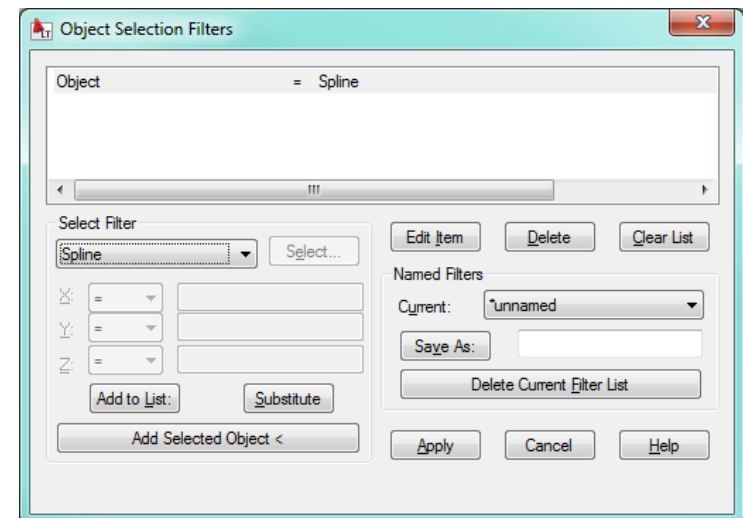 LT Object Selection Filters X
Object = Spline
Select Filter
Spline Select...
X: =
Y: =
Z: =
Add to List: Substitute
Add Selected Object <
Edit Item Delete Clear List
Named Filters
Current: *unnamed
Save As:
Delete Current Filter List
Apply Cancel Help